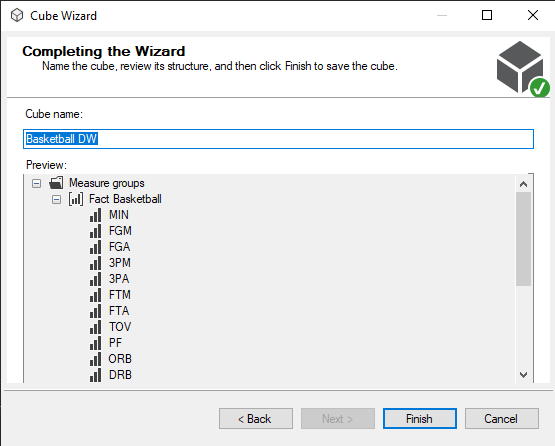 Cube Wizard
Completing the Wizard
Name the cube, review its structure, and then click Finish to save the cube.
Cube name:
Basketball DW
Preview:
Measure groups
Fact Basketball
MIN
FGM
FGA
3PM
3PA
FTM
FTA
TOV
PF
ORB
DRB
< Back
Next >
Finish
Cancel